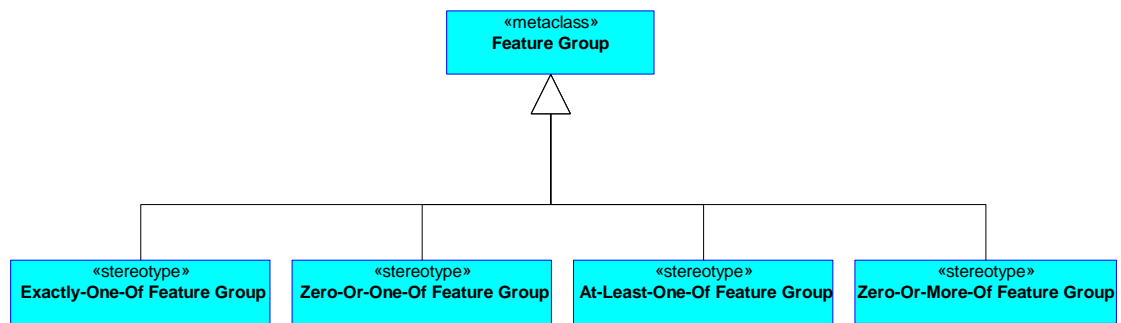 «metaclass»
Feature Group
«stereotype»
Exactly-One-Of Feature Group
«stereotype»
Zero-Or-One-Of Feature Group
«stereotype»
At-Least-One-Of Feature Group
«stereotype»
Zero-Or-More-Of Feature Group